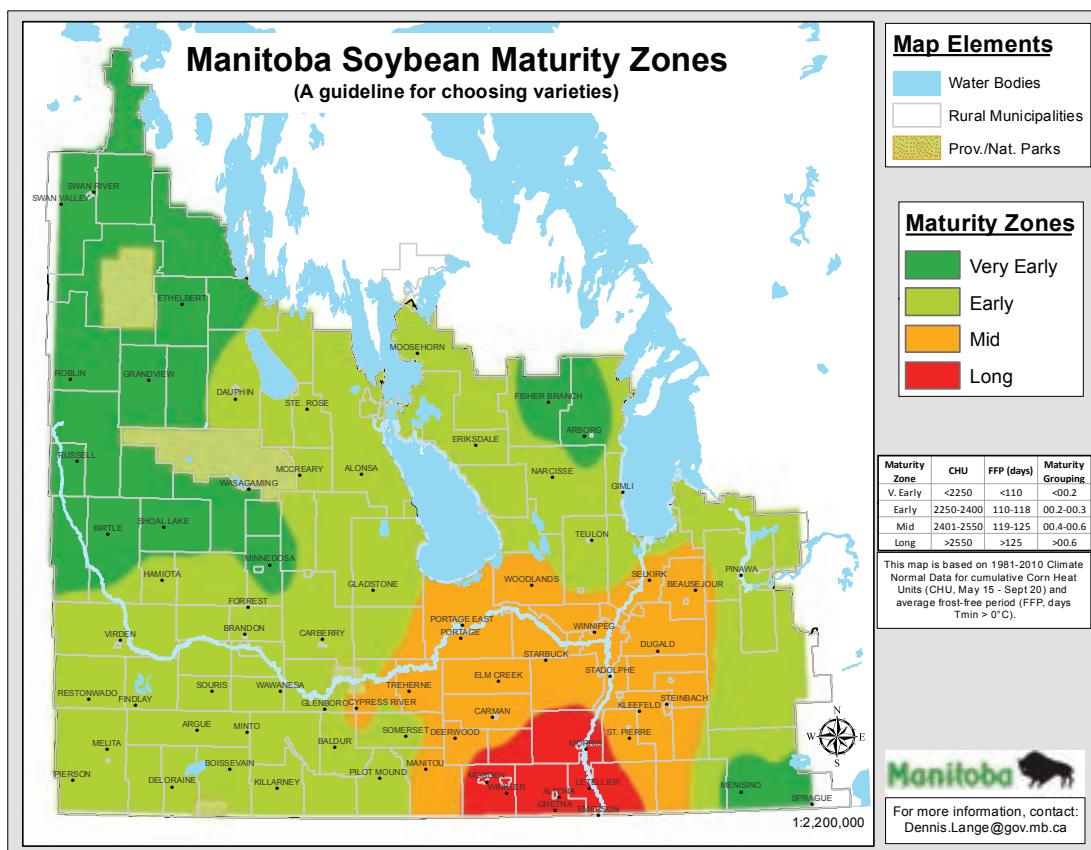 Manitoba Soybean Maturity Zones
(A guideline for choosing varieties)
Map Elements
Water Bodies
Rural Municipalities
Prov./Nat. Parks
Maturity Zones
Very Early
Early
Mid
Long
Maturity Zone CHU FFP (days) Maturity Grouping
V. Early <2250 <110 <00.2
Early 2250-2400 110-118 00.2-00.3
Mid 2401-2550 119-125 00.4-00.6
Long >2550 >125 >00.6
This map is based on 1981-2010 Climate
Normal Data for cumulative Corn Heat
Units (CHU, May 15 - Sept 20) and
average frost-free period (FFP, days
Tmin > 0°C).
SWAN RIVER
SWAN VALLEY
ETHELBERT
MOOSEHORN
ROBLIN
GRANDVIEW
DAUPHIN
STE. ROSE
FISHER BRANCH
ARBORG
ERIKSDALE
RUSSELL
MCCREARY
ALONSA
NARCISSE
WASAGAMING
GIMLI
SHOAL LAKE
BIRTLE
TEULON
MINNEDOSA
HAMIOTA
GLADSTONE
WOODLANDS
SELKIRK
BEAUSEJOUR
PINAWA
FORREST
VIRDEN
BRANDON
CARBERRY
PORTAGE EAST
PORTAGE
WINNIPEG
DUGALD
STARBUCK
STADOLPHE
RESTONWADO
FINDLAY
SOURIS
WAWANESA
TREHERNE
ELM CREEK
GLENBORO
CYPRESS RIVER
STEINBACH
KLEEFELD
CARMAN
ARGUE
MINTO
SOMERSET
DEERWOOD
ST. PIERRE
MELITA
BALDUR
MORRIS
BOISSEVAIN
MANITOU
PIERSON
DELORAINE
KILLARNEY
PILOT MOUND
MORDEN
WINKLER
LETELLIER
ALTONA
GRETNA
EMERSON
MENISINO
SPRAGUE
N
W
E
S
1:2,200,000
Manitoba
For more information, contact:
Dennis.Lange@gov.mb.ca